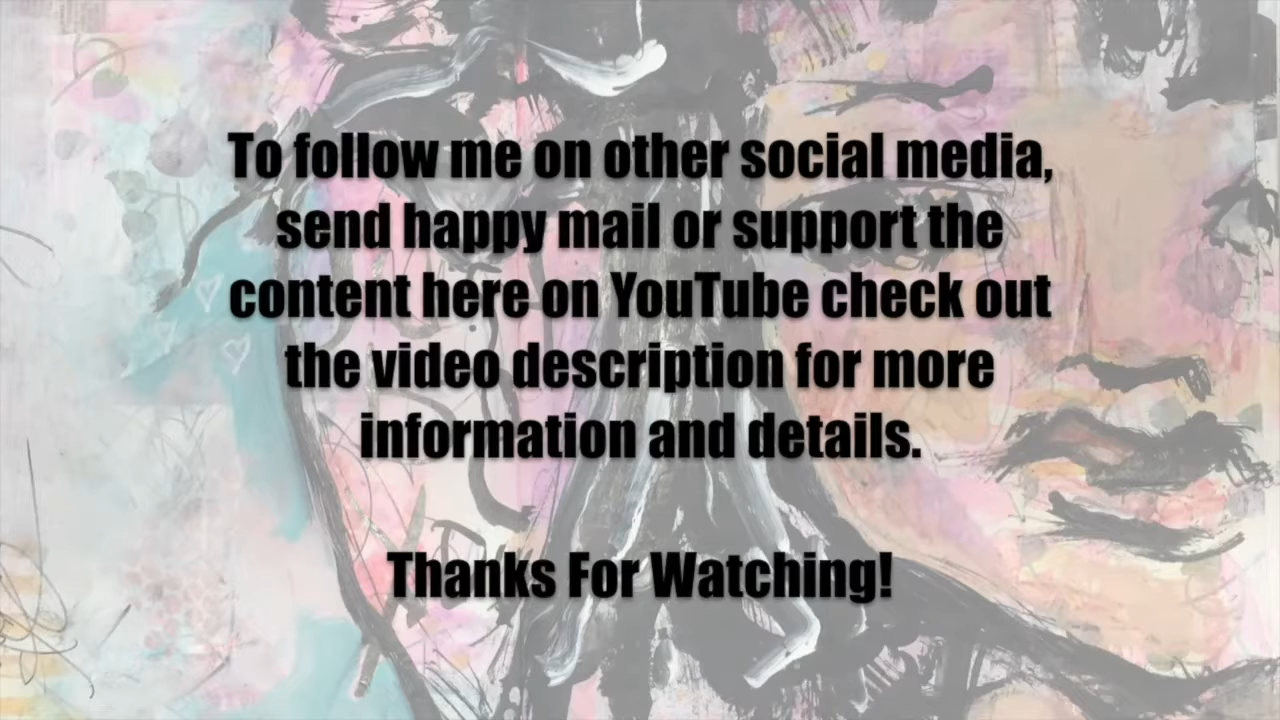 To follow me on other social media,
send happy mail or support the
content here on YouTube check out
the video description for more
information and details.
Thanks For Watching!